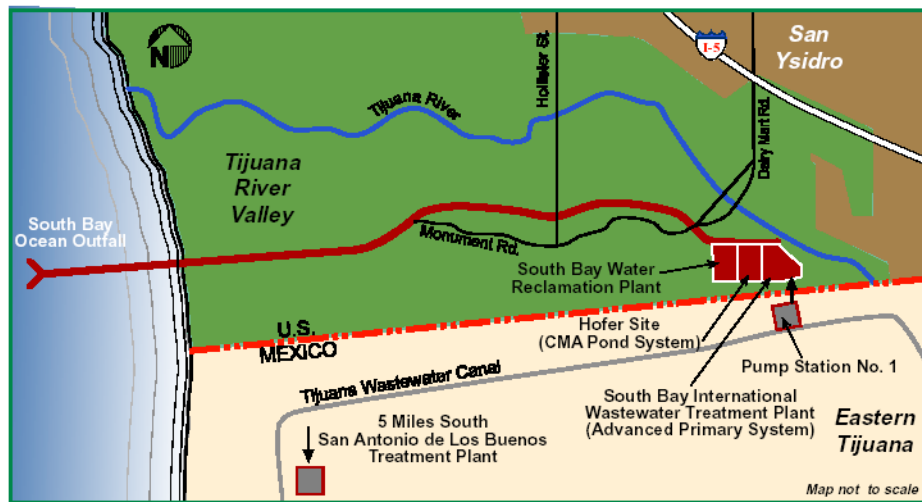 N
I-5
San
Ysidro
Hollister St.
Dairy Mart Rd.
Tijuana River
Tijuana
River
Valley
South Bay
Ocean Outfall
Monument Rd.
South Bay Water
Reclamation Plant
U.S.
MEXICO
Hofer Site
(CMA Pond System)
Pump Station No. 1
Tijuana Wastewater Canal
South Bay International
Wastewater Treatment Plant
(Advanced Primary System)
5 Miles South
San Antonio de Los Buenos
Treatment Plant
Eastern
Tijuana
Map not to scale